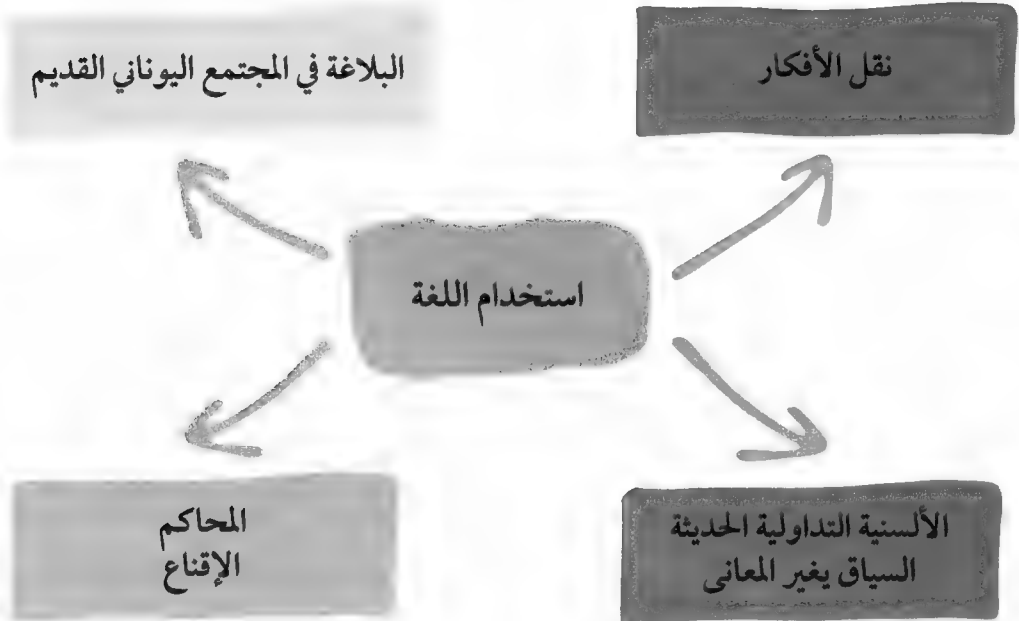 نقل الأفكار
البلاغة في المجتمع اليوناني القديم
استخدام اللغة
الألسنية التداولية الحديثة
السياق يغير المعانى
المحاكم
الإقناع